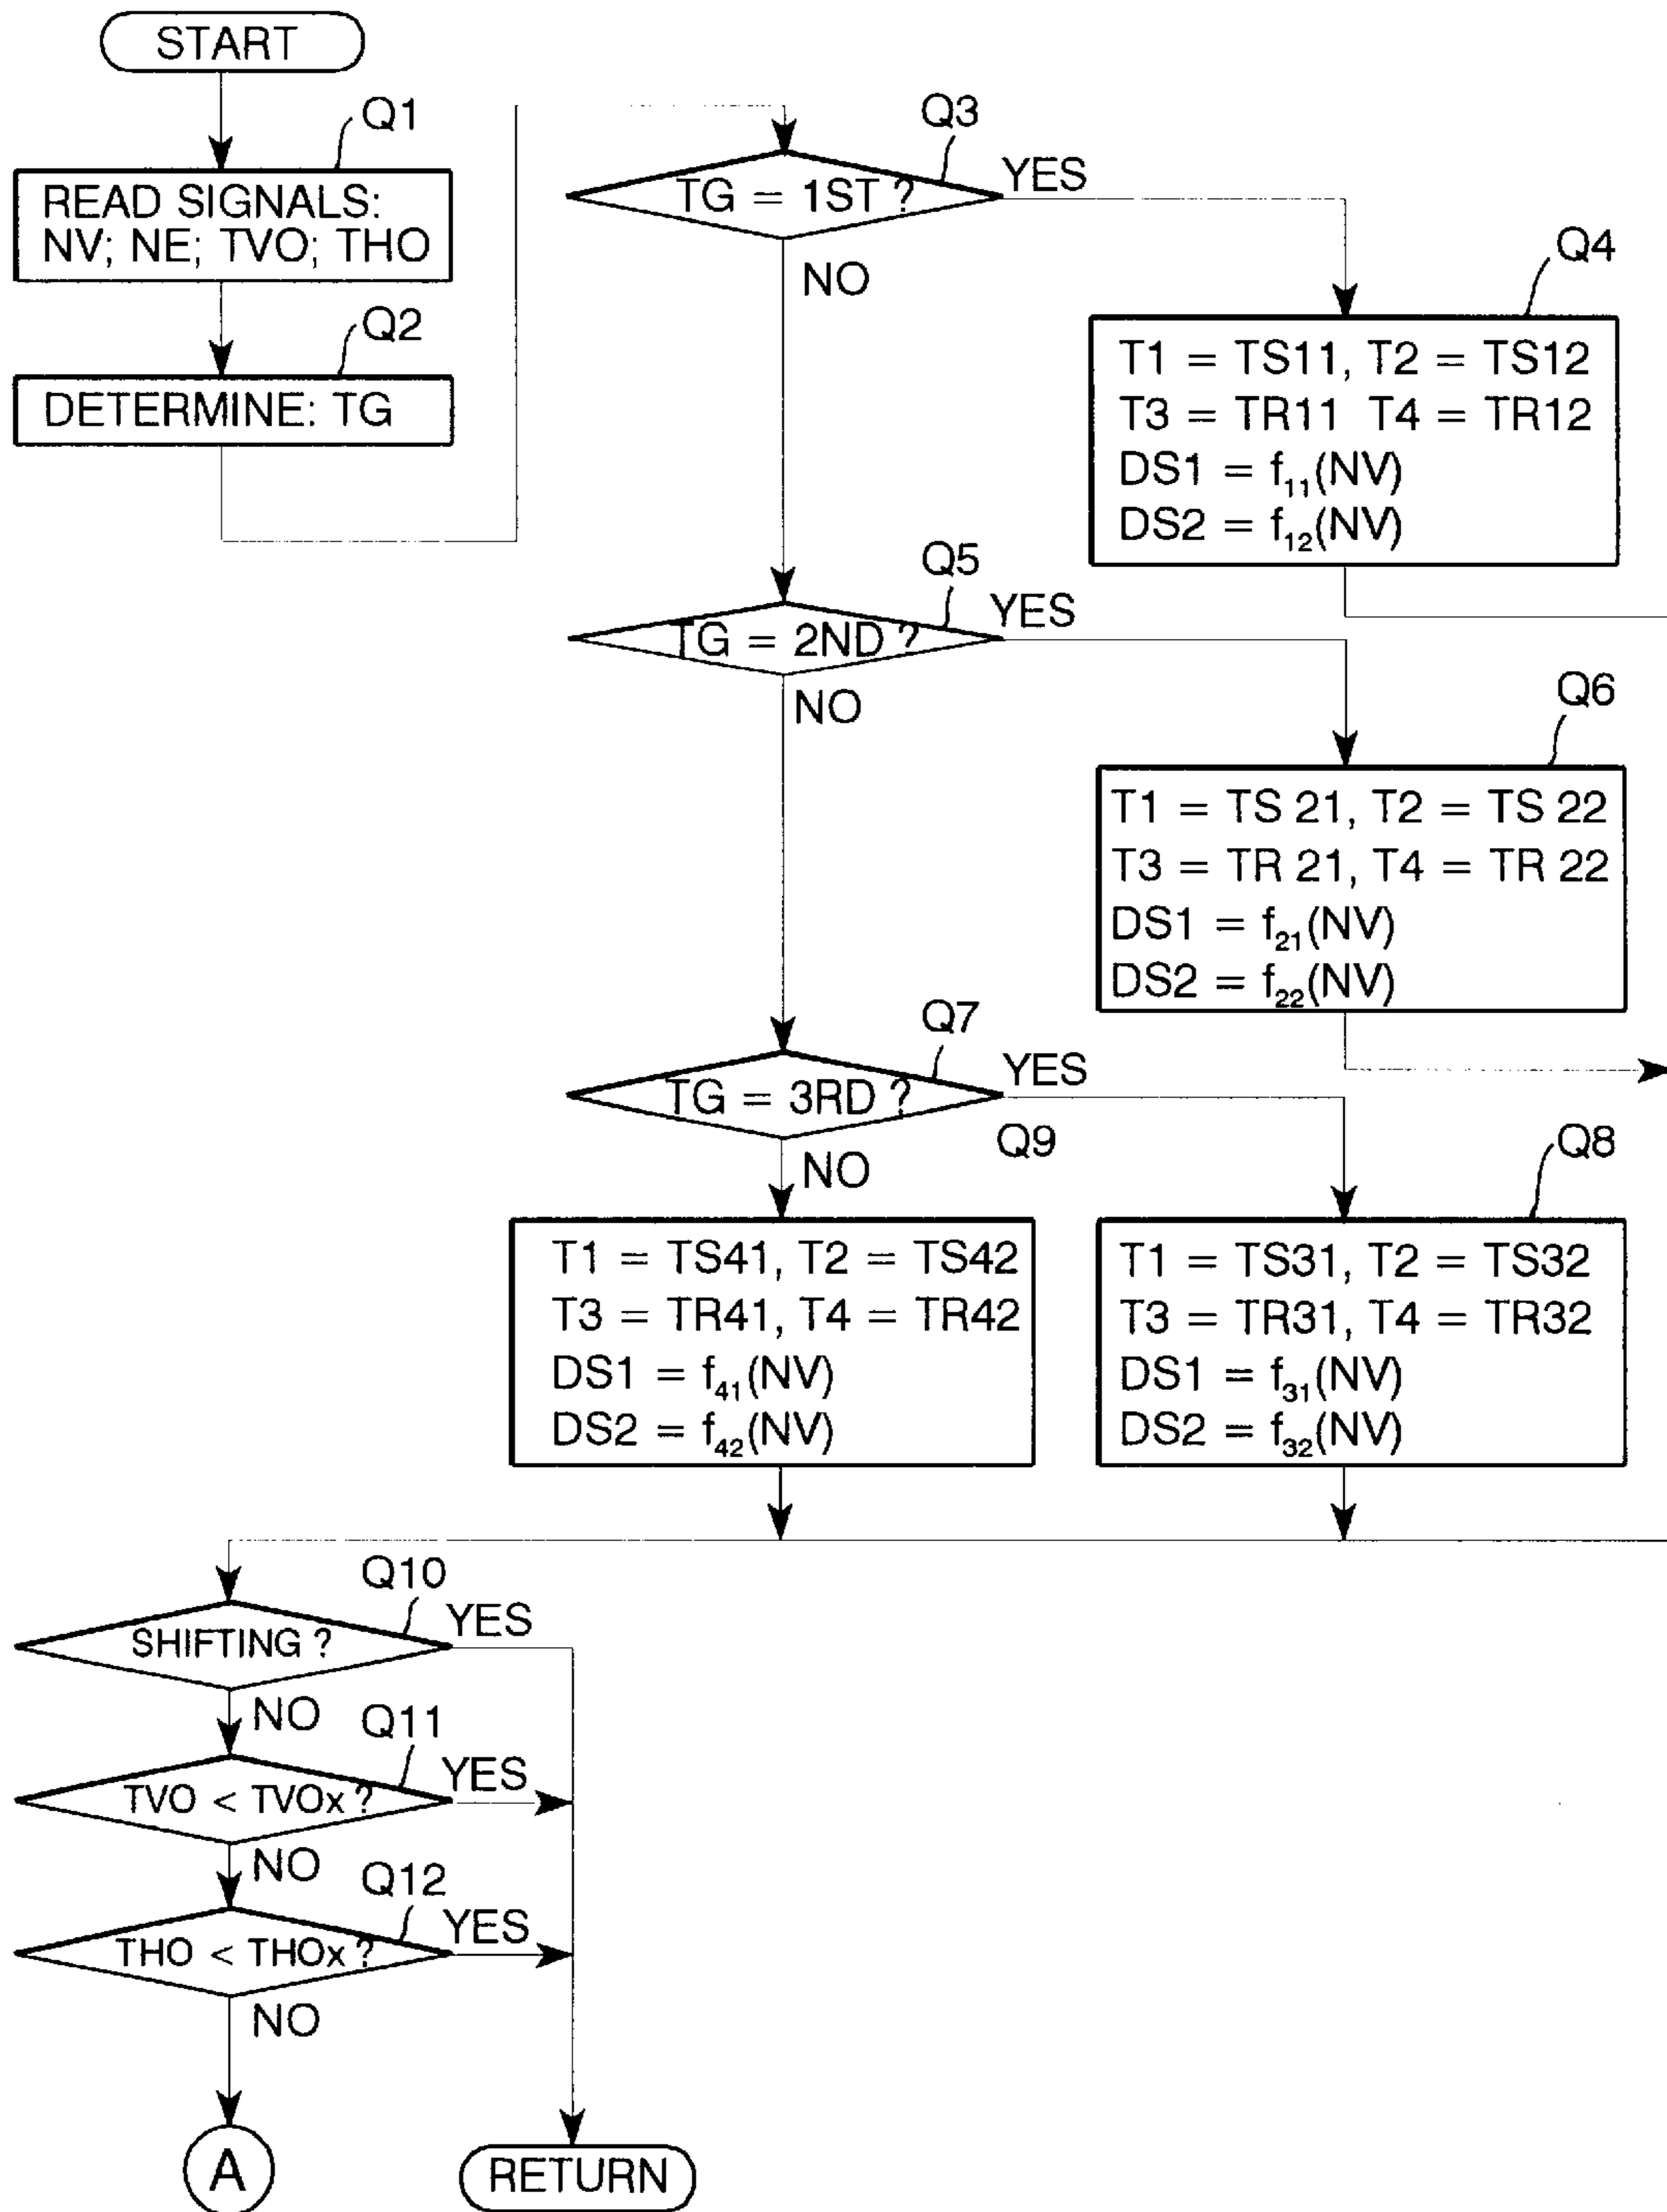 START
Q1
READ SIGNALS:
NV; NE; TVO; THO
Q2
DETERMINE: TG
Q3
TG = 1ST ?
YES
NO
Q4
T1 = TS11, T2 = TS12
T3 = TR11 T4 = TR12
DS1 = f₁₁(NV)
DS2 = f₁₂(NV)
Q5
TG = 2ND ?
YES
NO
Q6
T1 = TS 21, T2 = TS 22
T3 = TR 21, T4 = TR 22
DS1 = f₂₁(NV)
DS2 = f₂₂(NV)
Q7
TG = 3RD ?
YES
NO
Q9
T1 = TS41, T2 = TS42
T3 = TR41, T4 = TR42
DS1 = f₄₁(NV)
DS2 = f₄₂(NV)
Q8
T1 = TS31, T2 = TS32
T3 = TR31, T4 = TR32
DS1 = f₃₁(NV)
DS2 = f₃₂(NV)
Q10
SHIFTING ?
YES
NO
Q11
TVO < TVOx ?
YES
NO
Q12
THO < THOx ?
YES
NO
A
RETURN